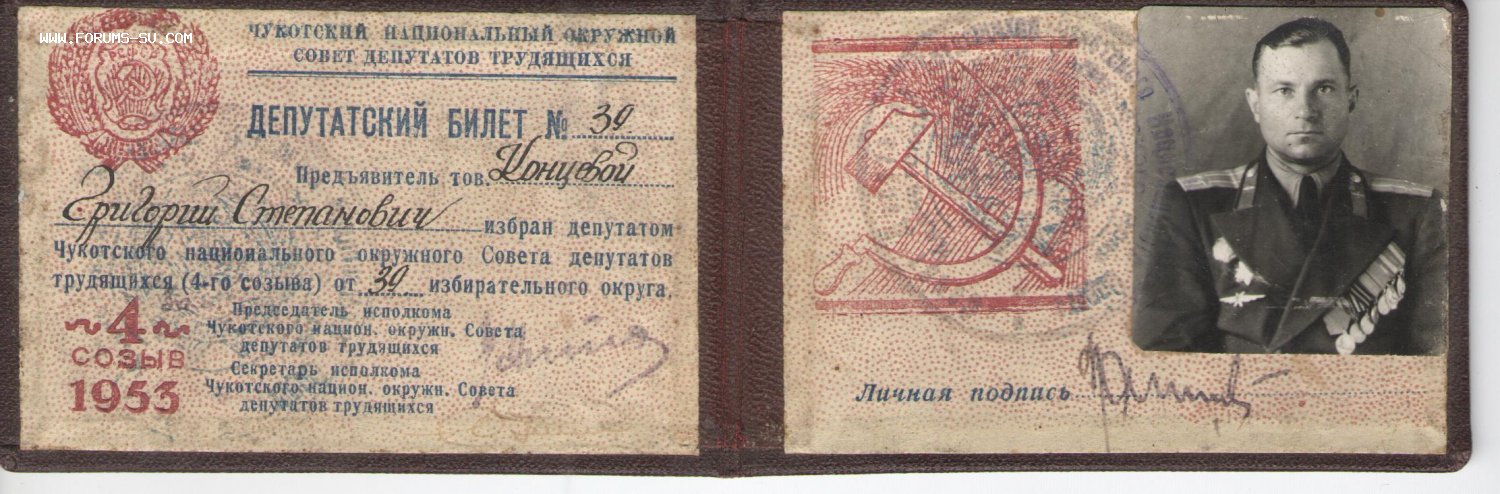 WWW.FORUMS-SU.COM
РСФСР
ЧУКОТСКИЙ НАЦИОНАЛЬНЫЙ ОКРУЖНОЙ
СОВЕТ ДЕПУТАТОВ ТРУДЯЩИХСЯ
ДЕПУТАТСКИЙ БИЛЕТ № 39
Предъявитель тов. Концевой
Григорий Степанович избран депутатом
Чукотского национального окружного Совета депутатов
трудящихся (4-го созыва) от 39 избирательного округа.
~4~
СОЗЫВ
1953
Председатель исполкома
Чукотского национ. окружн. Совета
депутатов трудящихся
Секретарь исполкома
Чукотского национ. окружн. Совета
депутатов трудящихся
Личная подпись